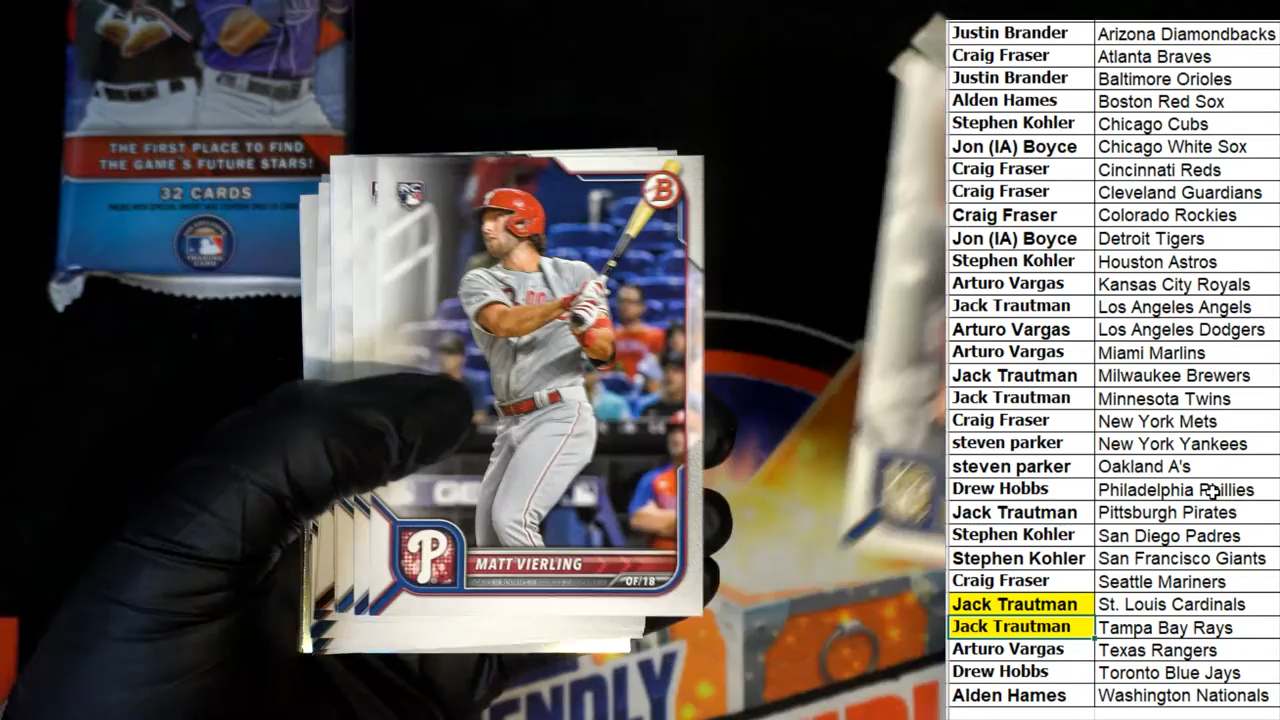 THE FIRST PLACE TO FIND
THE GAME'S FUTURE STARS!
32 CARDS
TRADING CARD
RC
B
P
MATT VIERLING
OF/18
Justin Brander Arizona Diamondbacks
Craig Fraser Atlanta Braves
Justin Brander Baltimore Orioles
Alden Hames Boston Red Sox
Stephen Kohler Chicago Cubs
Jon (IA) Boyce Chicago White Sox
Craig Fraser Cincinnati Reds
Craig Fraser Cleveland Guardians
Craig Fraser Colorado Rockies
Jon (IA) Boyce Detroit Tigers
Stephen Kohler Houston Astros
Arturo Vargas Kansas City Royals
Jack Trautman Los Angeles Angels
Arturo Vargas Los Angeles Dodgers
Arturo Vargas Miami Marlins
Jack Trautman Milwaukee Brewers
Jack Trautman Minnesota Twins
Craig Fraser New York Mets
steven parker New York Yankees
steven parker Oakland A's
Drew Hobbs Philadelphia Phillies
Jack Trautman Pittsburgh Pirates
Stephen Kohler San Diego Padres
Stephen Kohler San Francisco Giants
Craig Fraser Seattle Mariners
Jack Trautman St. Louis Cardinals
Jack Trautman Tampa Bay Rays
Arturo Vargas Texas Rangers
Drew Hobbs Toronto Blue Jays
Alden Hames Washington Nationals